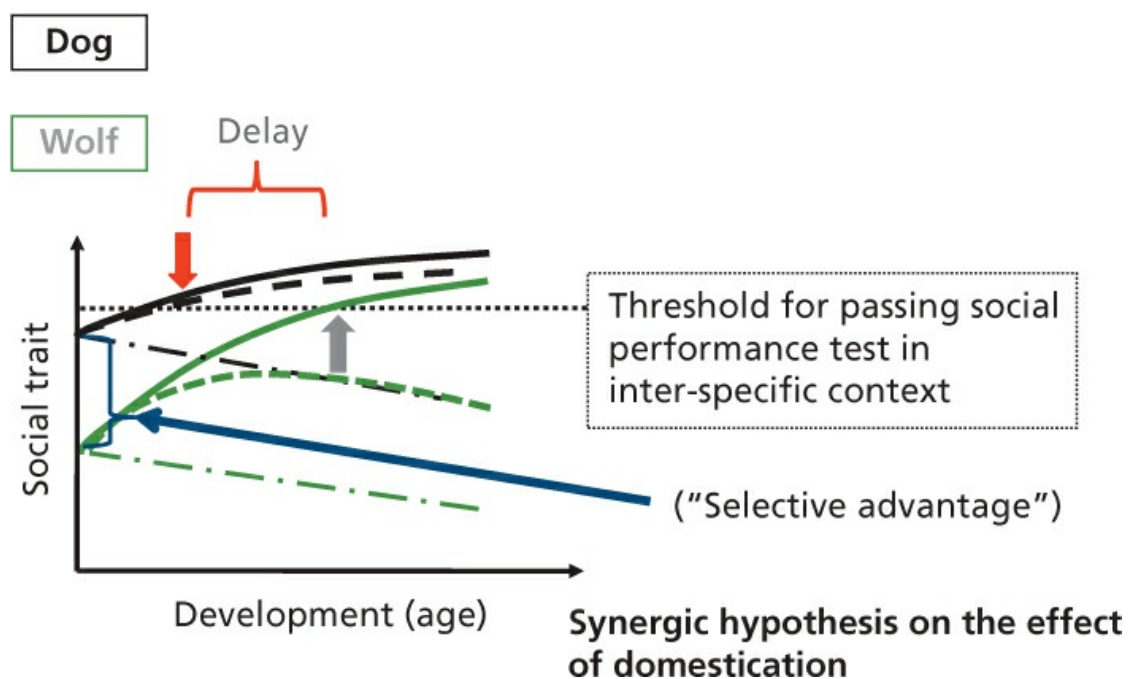 Dog
Wolf
Delay
Social trait
Threshold for passing social
performance test in
inter-specific context
(“Selective advantage”)
Development (age)
Synergic hypothesis on the effect
of domestication